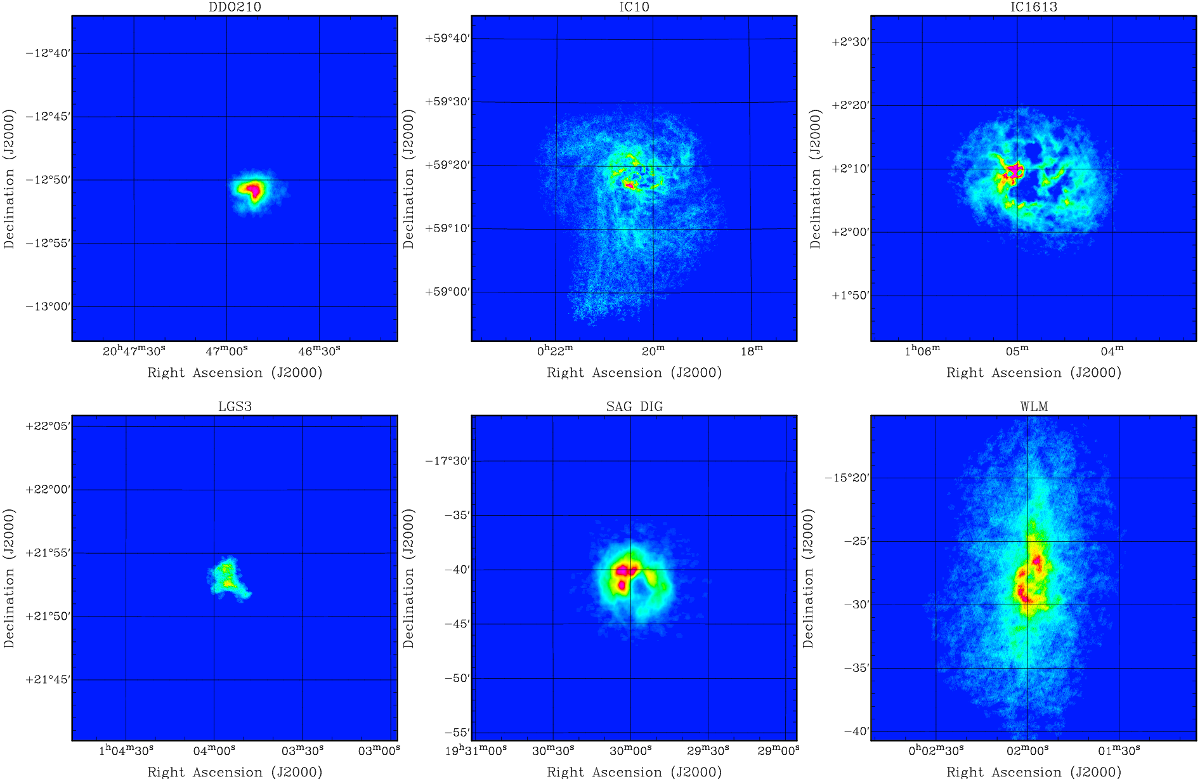 DDO210
Declination (J2000)
−12°40′
−12°45′
−12°50′
−12°55′
−13°00′
20ʰ47ᵐ30ˢ 47ᵐ00ˢ 46ᵐ30ˢ
Right Ascension (J2000)
IC10
Declination (J2000)
+59°40′
+59°30′
+59°20′
+59°10′
+59°00′
0ʰ22ᵐ 20ᵐ 18ᵐ
Right Ascension (J2000)
IC1613
Declination (J2000)
+2°30′
+2°20′
+2°10′
+2°00′
+1°50′
1ʰ06ᵐ 05ᵐ 04ᵐ
Right Ascension (J2000)
LGS3
Declination (J2000)
+22°05′
+22°00′
+21°55′
+21°50′
+21°45′
1ʰ04ᵐ30ˢ 04ᵐ00ˢ 03ᵐ30ˢ 03ᵐ00ˢ
Right Ascension (J2000)
SAG DIG
Declination (J2000)
−17°30′
−35′
−40′
−45′
−50′
−55′
19ʰ31ᵐ00ˢ 30ᵐ30ˢ 30ᵐ00ˢ 29ᵐ30ˢ 29ᵐ00ˢ
Right Ascension (J2000)
WLM
Declination (J2000)
−15°20′
−25′
−30′
−35′
−40′
0ʰ02ᵐ30ˢ 02ᵐ00ˢ 01ᵐ30ˢ
Right Ascension (J2000)